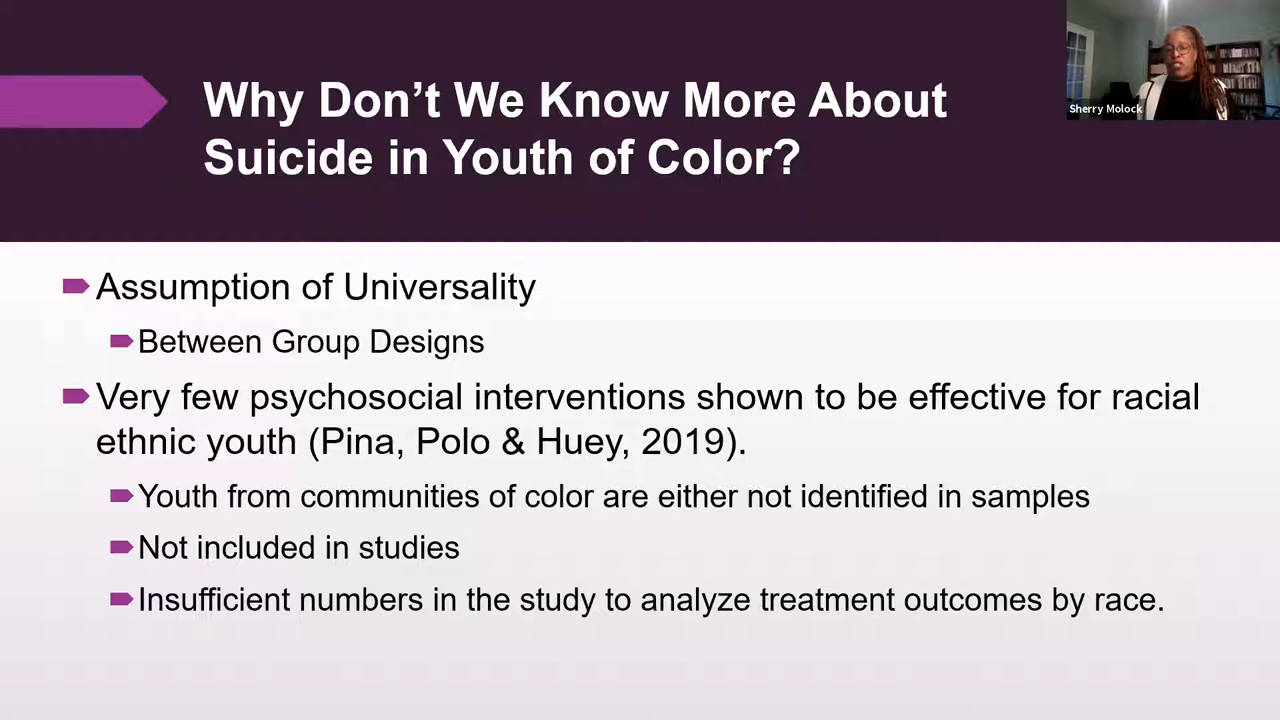 Why Don’t We Know More About
Suicide in Youth of Color?
Sherry Molock
Assumption of Universality
Between Group Designs
Very few psychosocial interventions shown to be effective for racial
ethnic youth (Pina, Polo & Huey, 2019).
Youth from communities of color are either not identified in samples
Not included in studies
Insufficient numbers in the study to analyze treatment outcomes by race.